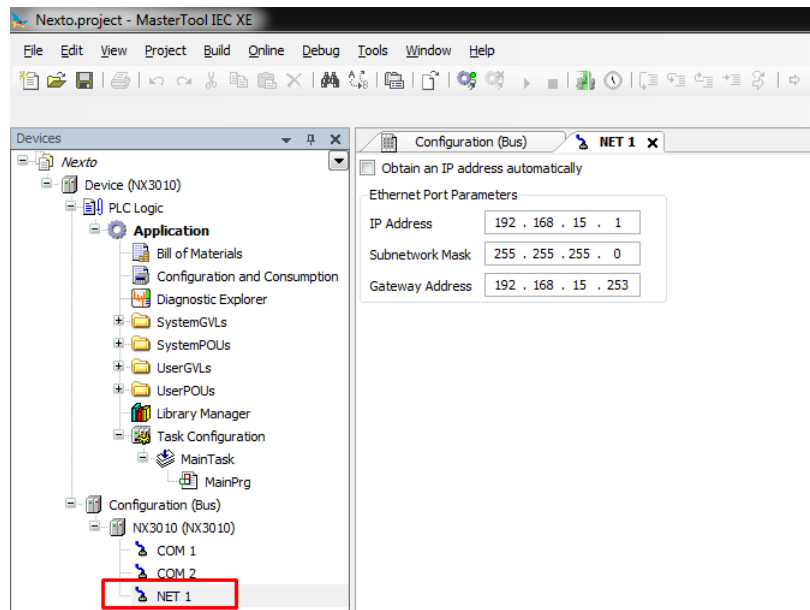 Nexto.project - MasterTool IEC XE
File Edit View Project Build Online Debug Tools Window Help
Devices
Configuration (Bus) NET 1
Nexto
Device (NX3010)
PLC Logic
Application
Bill of Materials
Configuration and Consumption
Diagnostic Explorer
SystemGVLs
SystemPOUs
UserGVLs
UserPOUs
Library Manager
Task Configuration
MainTask
MainPrg
Configuration (Bus)
NX3010 (NX3010)
COM 1
COM 2
NET 1
Obtain an IP address automatically
Ethernet Port Parameters
IP Address 192 . 168 . 15 . 1
Subnetwork Mask 255 . 255 . 255 . 0
Gateway Address 192 . 168 . 15 . 253